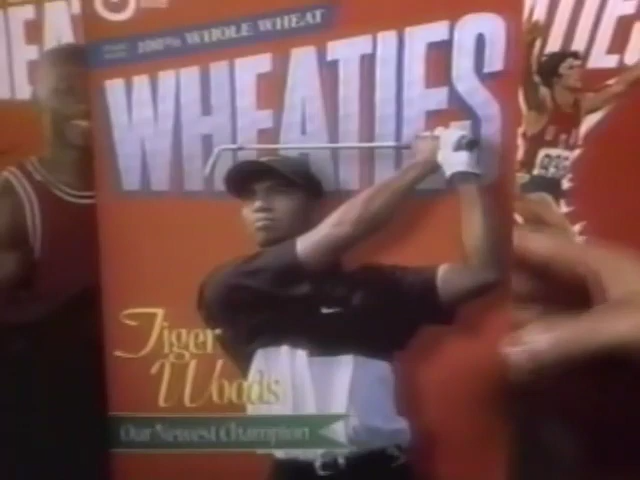 100% WHOLE WHEAT
WHEATIES
Tiger
Woods
Our Newest Champion